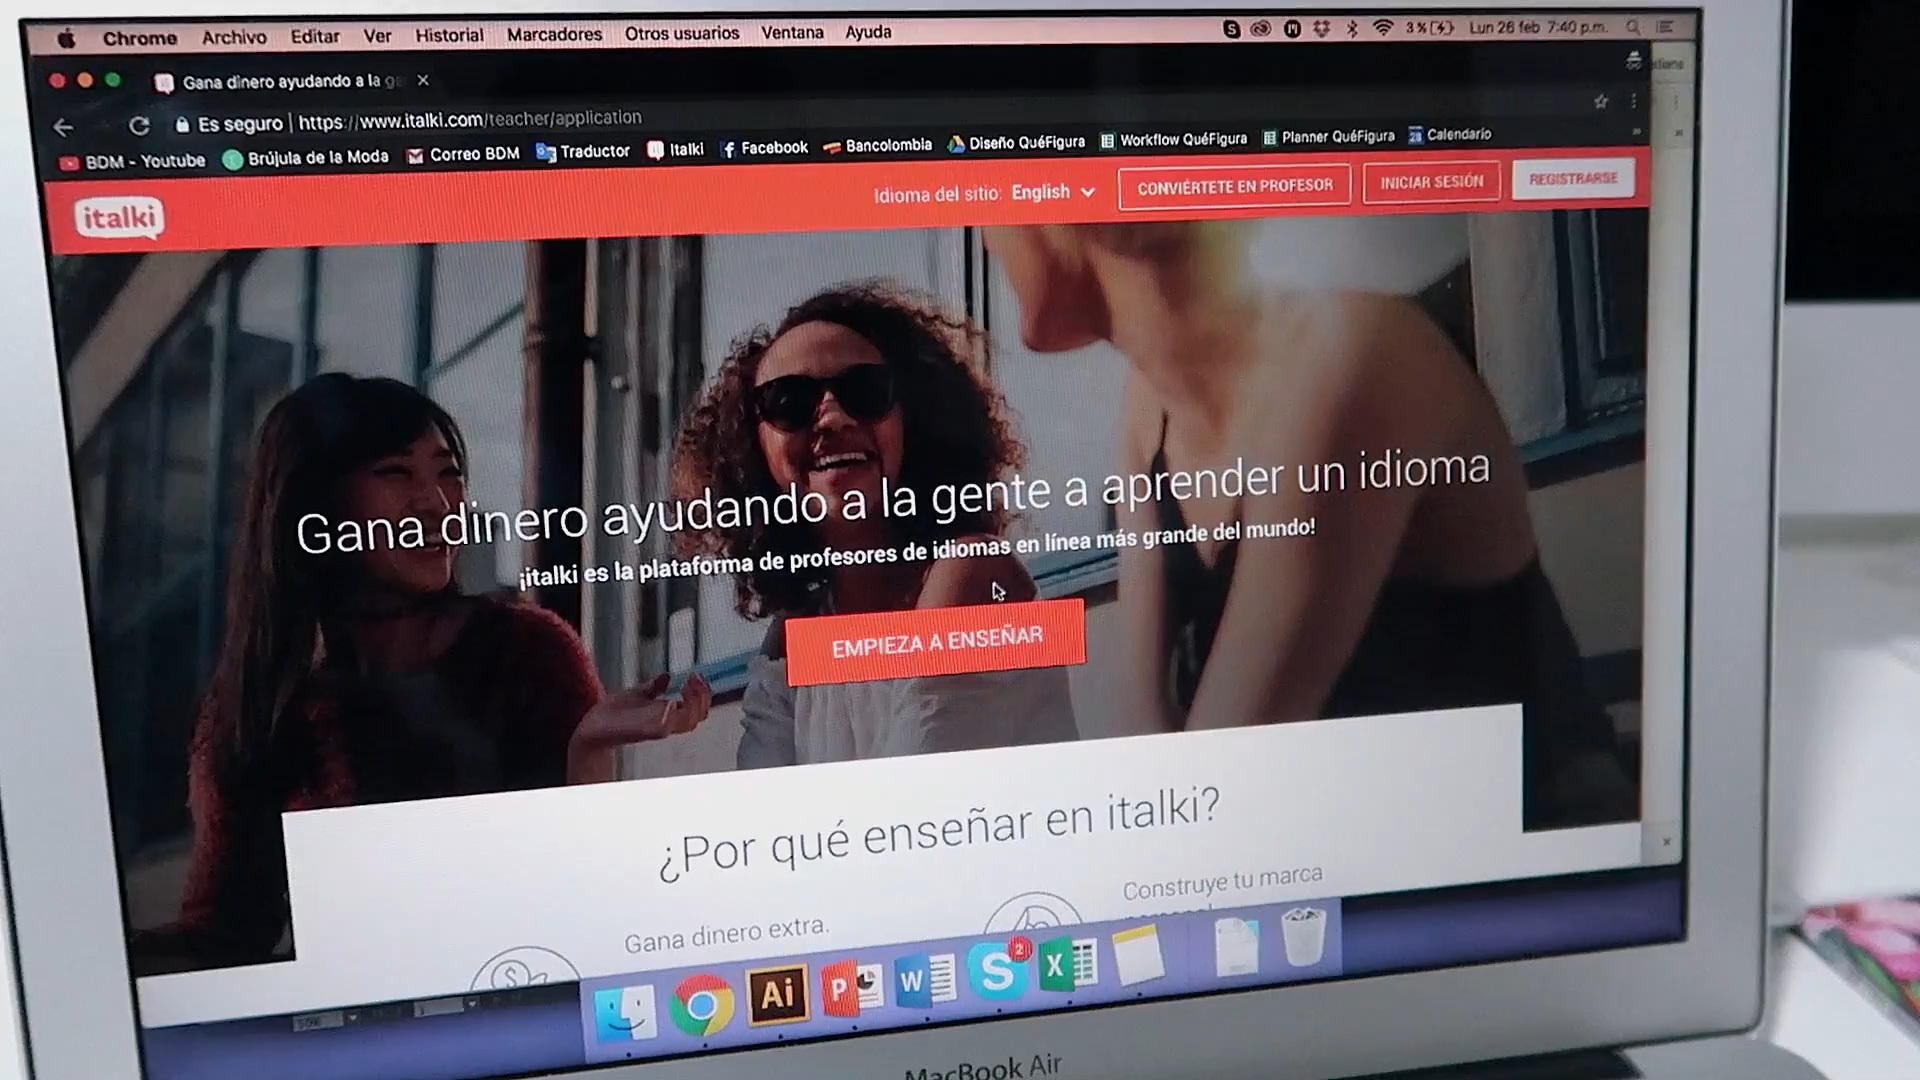 Chrome Archivo Editar Ver Historial Marcadores Otros usuarios Ventana Ayuda 3% Lun 26 feb 7:40 p.m.
Gana dinero ayudando a la ge
Es seguro | https://www.italki.com/teacher/application
BDM - Youtube Brújula de la Moda Correo BDM Traductor Italki Facebook Bancolombia Diseño QuéFigura Workflow QuéFigura Planner QuéFigura Calendario
italki Idioma del sitio: English CONVIÉRTETE EN PROFESOR INICIAR SESIÓN REGISTRARSE
Gana dinero ayudando a la gente a aprender un idioma
¡italki es la plataforma de profesores de idiomas en línea más grande del mundo!
EMPIEZA A ENSEÑAR
¿Por qué enseñar en italki?
Gana dinero extra. Construye tu marca
Ai P W S 2 X
MacBook Air